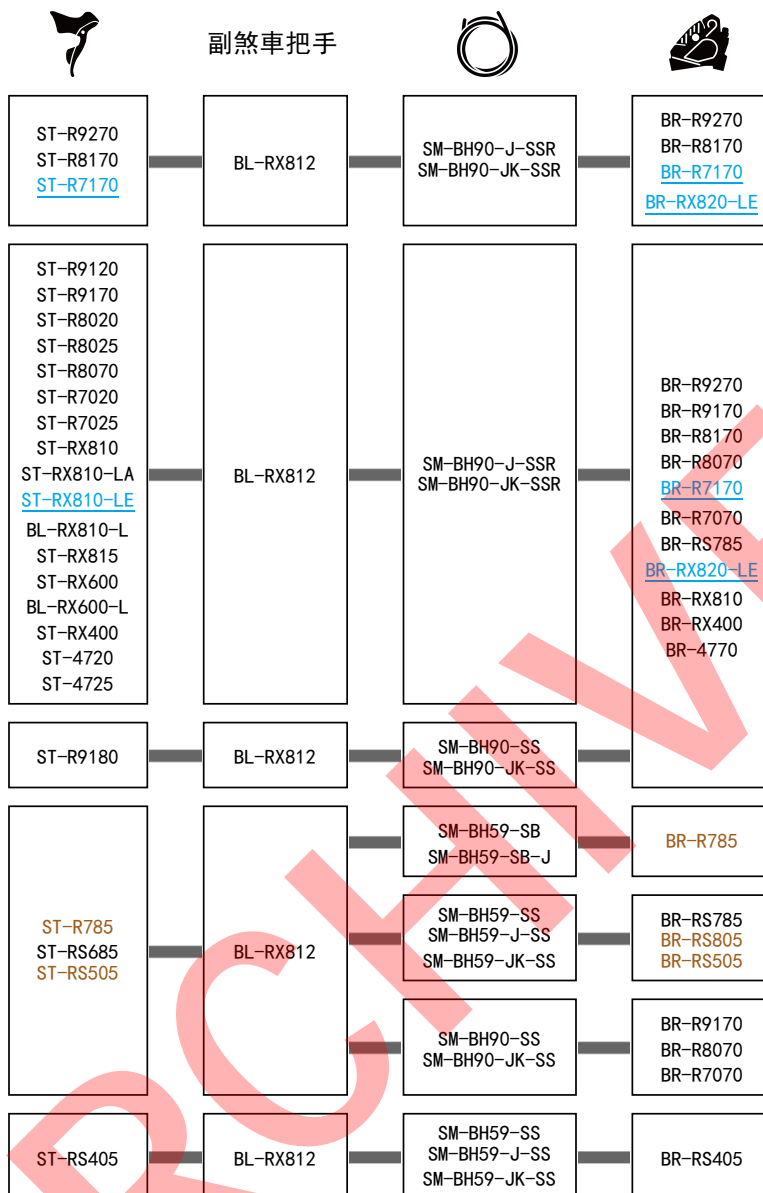 副煞車把手
ST-R9270
ST-R8170
ST-R7170
BL-RX812
SM-BH90-J-SSR
SM-BH90-JK-SSR
BR-R9270
BR-R8170
BR-R7170
BR-RX820-LE
ST-R9120
ST-R9170
ST-R8020
ST-R8025
ST-R8070
ST-R7020
ST-R7025
ST-RX810
ST-RX810-LA
ST-RX810-LE
BL-RX810-L
ST-RX815
ST-RX600
BL-RX600-L
ST-RX400
ST-4720
ST-4725
BL-RX812
SM-BH90-J-SSR
SM-BH90-JK-SSR
BR-R9270
BR-R9170
BR-R8170
BR-R8070
BR-R7170
BR-R7070
BR-RS785
BR-RX820-LE
BR-RX810
BR-RX400
BR-4770
ST-R9180
BL-RX812
SM-BH90-SS
SM-BH90-JK-SS
ST-R785
ST-RS685
ST-RS505
BL-RX812
SM-BH59-SB
SM-BH59-SB-J
BR-R785
SM-BH59-SS
SM-BH59-J-SS
SM-BH59-JK-SS
BR-RS785
BR-RS805
BR-RS505
SM-BH90-SS
SM-BH90-JK-SS
BR-R9170
BR-R8070
BR-R7070
ST-RS405
BL-RX812
SM-BH59-SS
SM-BH59-J-SS
SM-BH59-JK-SS
BR-RS405
RCHIVE